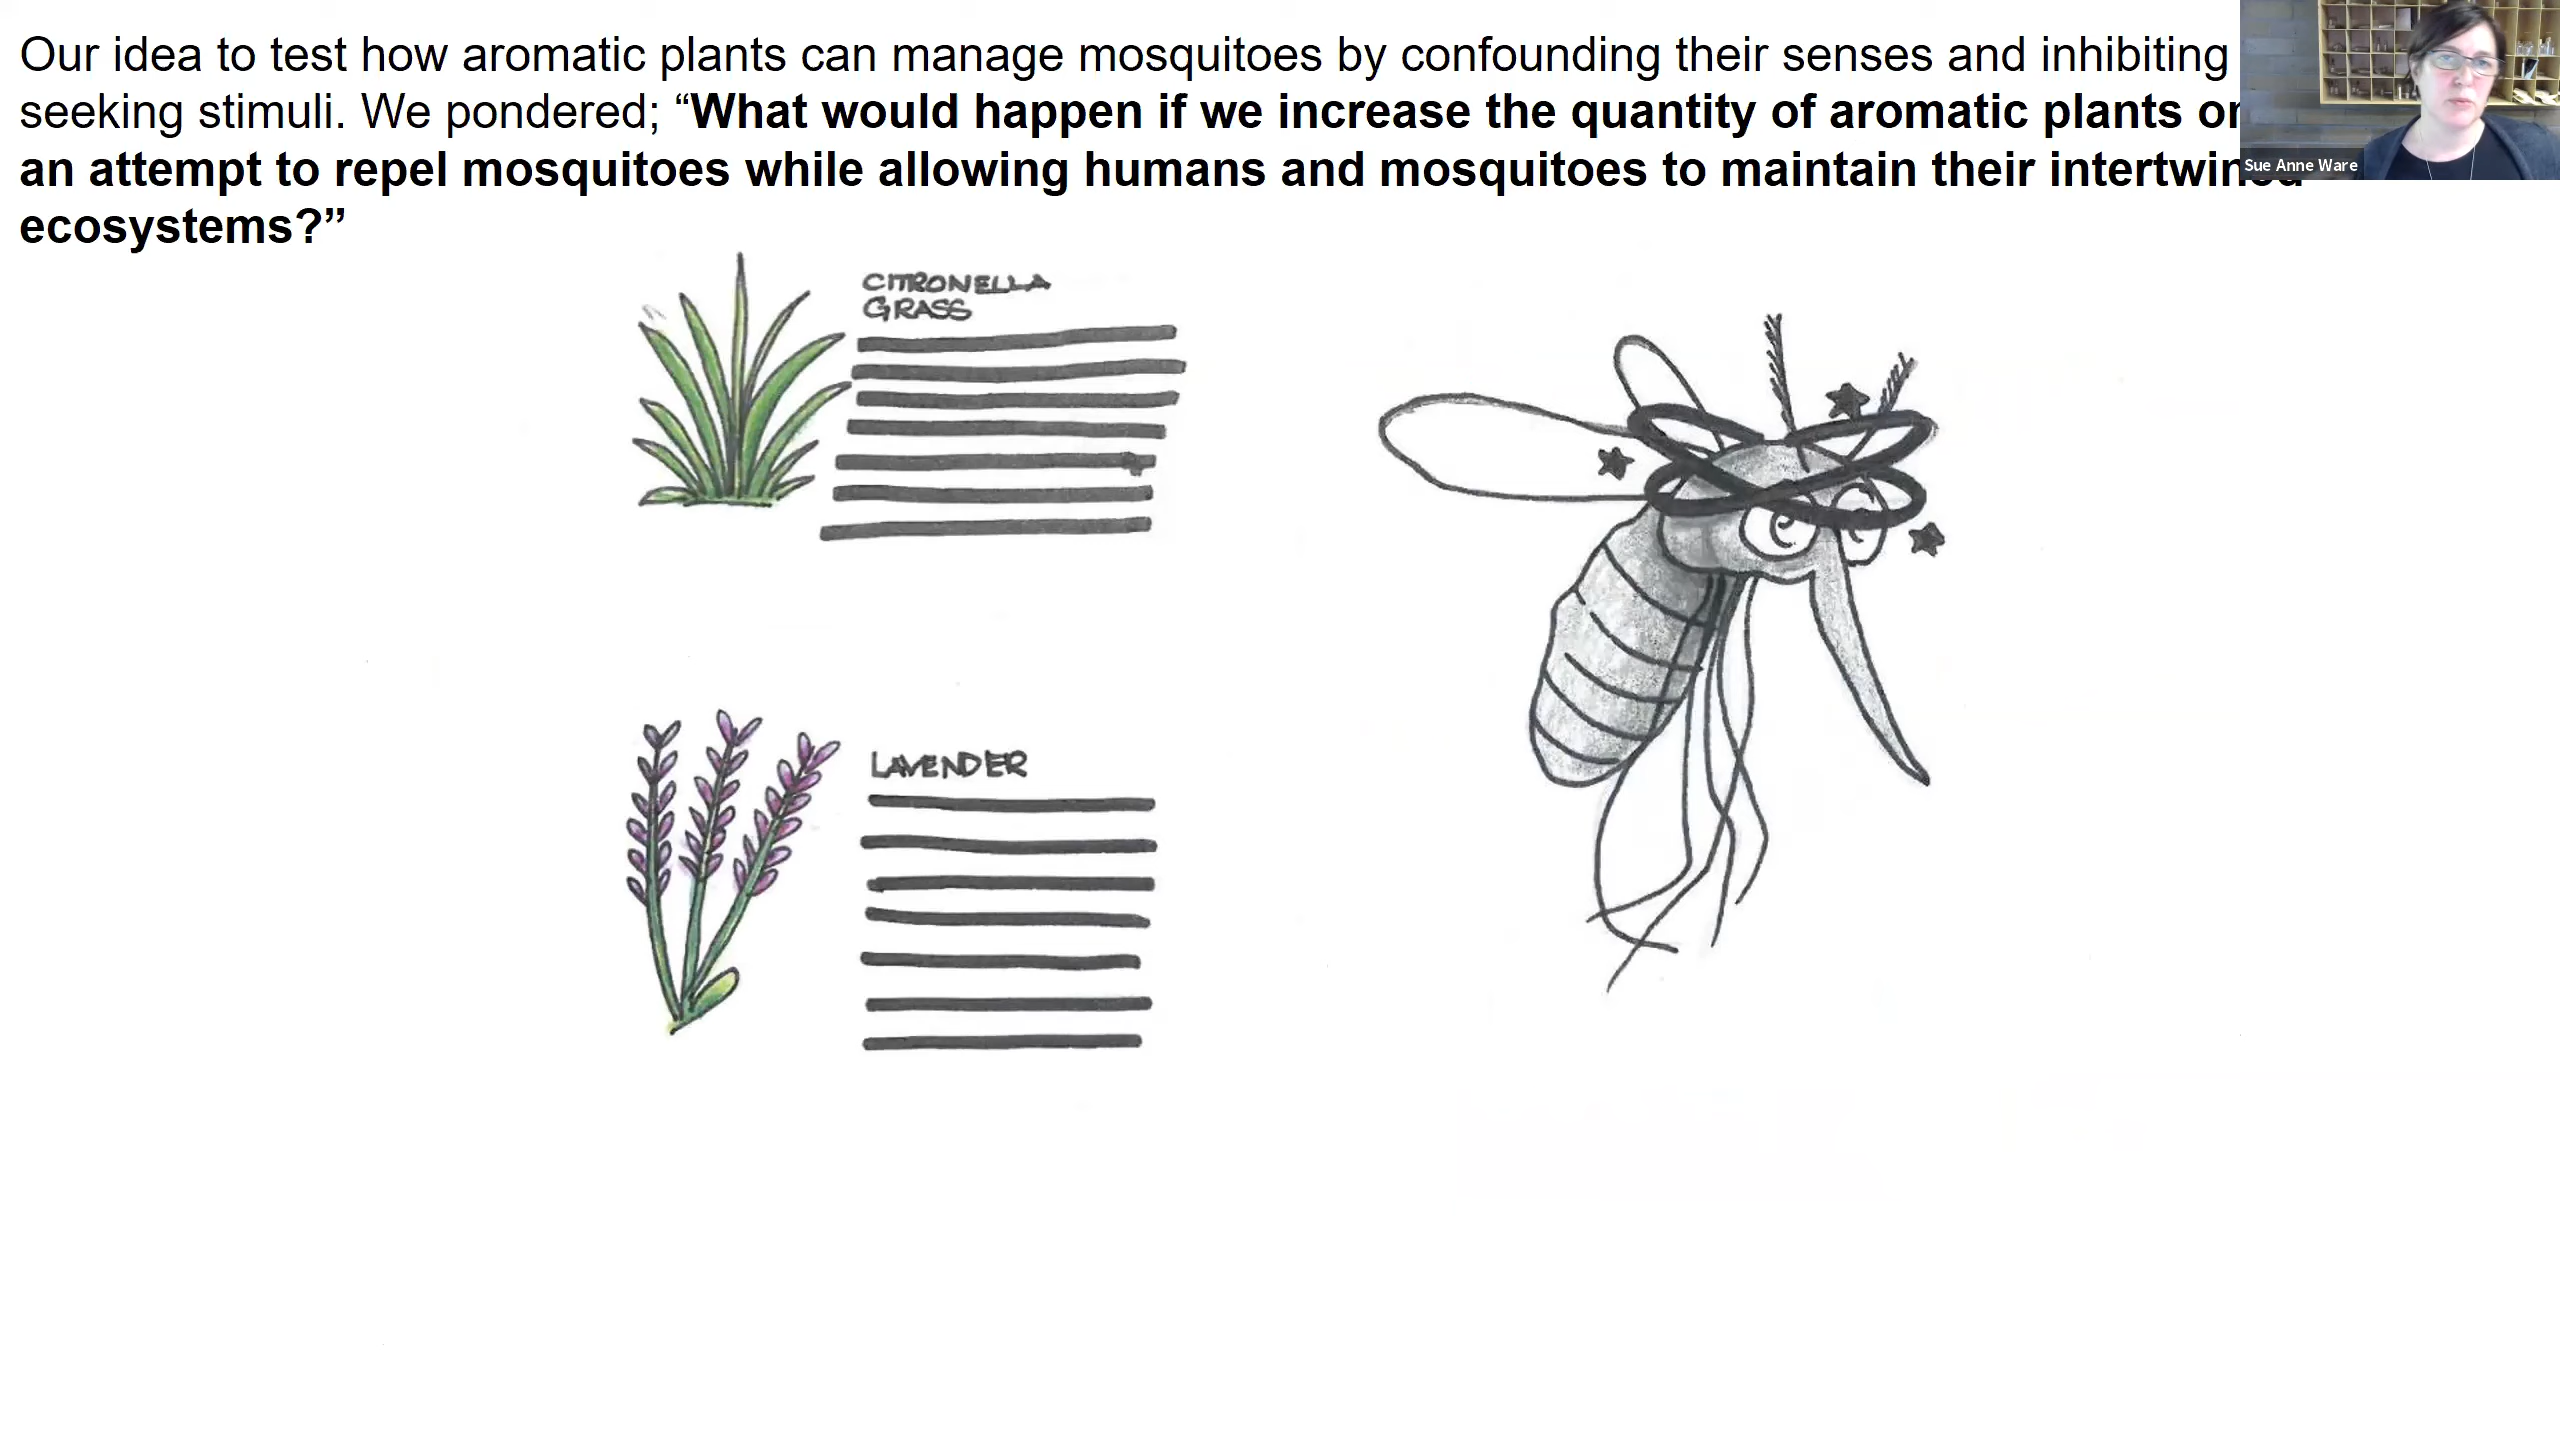 Our idea to test how aromatic plants can manage mosquitoes by confounding their senses and inhibiting
seeking stimuli. We pondered; “What would happen if we increase the quantity of aromatic plants
an attempt to repel mosquitoes while allowing humans and mosquitoes to maintain their intertwined
ecosystems?”
Sue Anne Ware
CITRONELLA
GRASS
LAVENDER